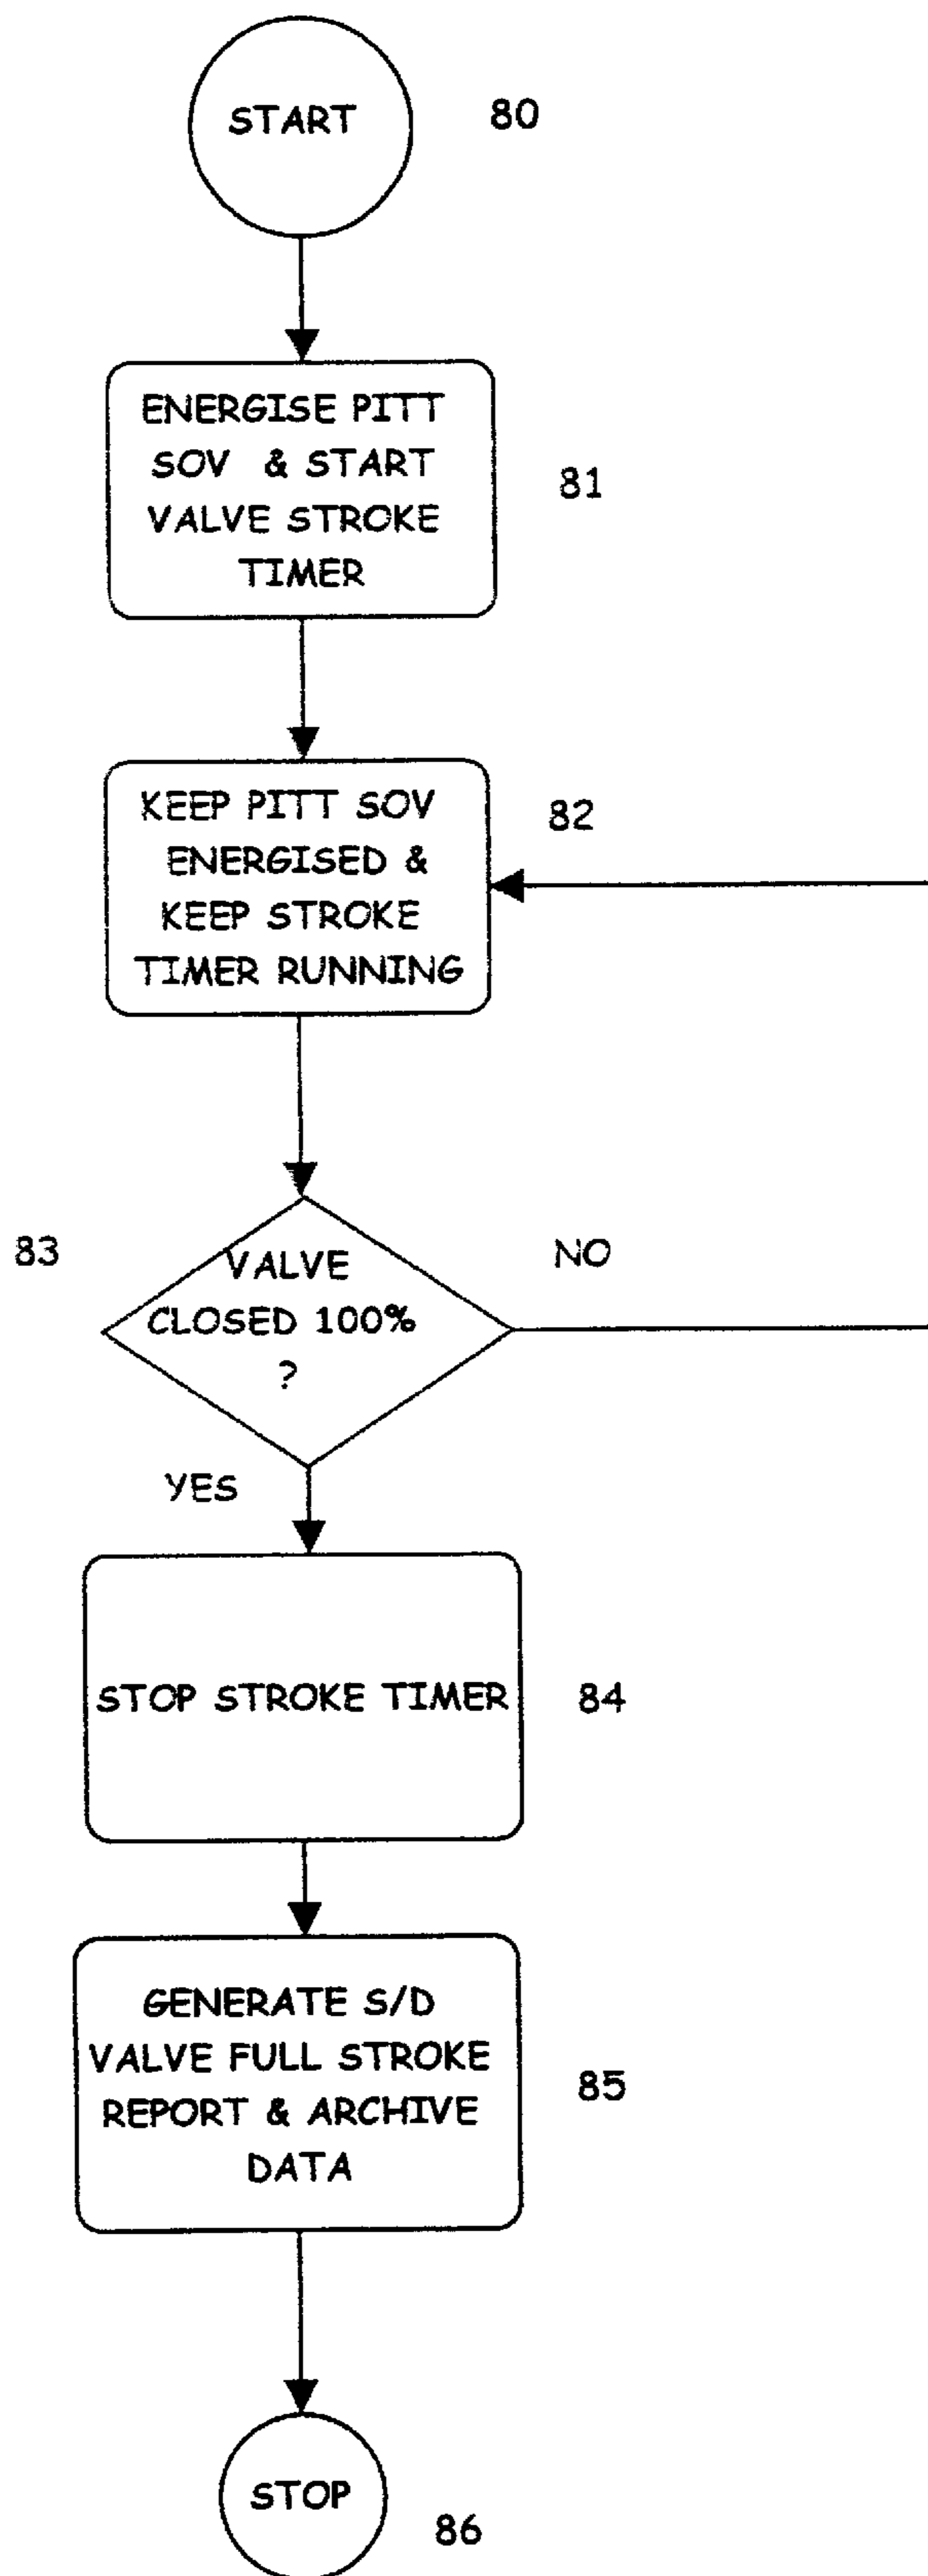 START
80
ENERGISE PITT
SOV & START
VALVE STROKE
TIMER
81
KEEP PITT SOV
ENERGISED &
KEEP STROKE
TIMER RUNNING
82
83
VALVE
CLOSED 100%
?
NO
YES
STOP STROKE TIMER
84
GENERATE S/D
VALVE FULL STROKE
REPORT & ARCHIVE
DATA
85
STOP
86